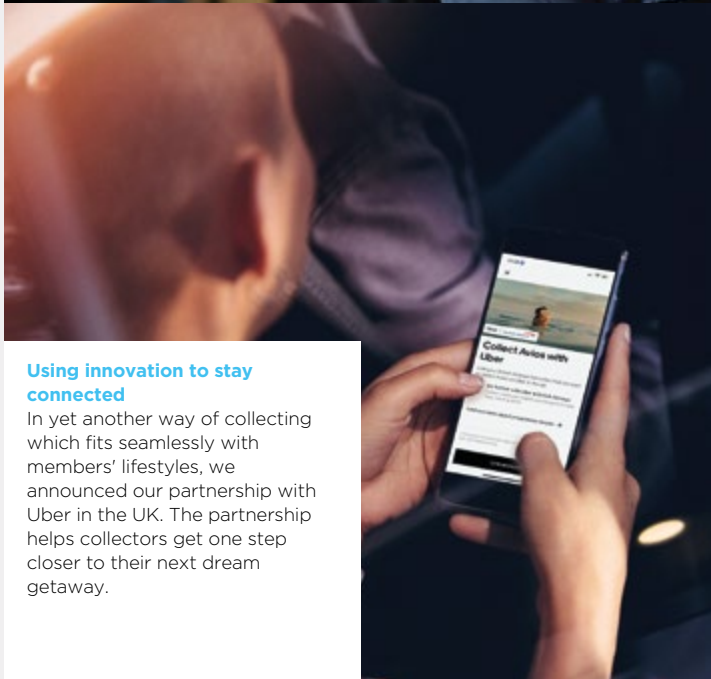 Collect Avios with
Uber
Using innovation to stay
connected
In yet another way of collecting
which fits seamlessly with
members' lifestyles, we
announced our partnership with
Uber in the UK. The partnership
helps collectors get one step
closer to their next dream
getaway.